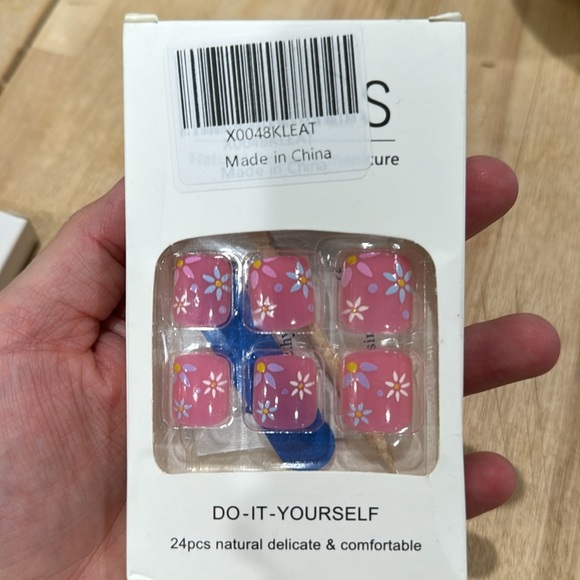 X0048KLEAT
Made in China
S
cure
DO-IT-YOURSELF
24pcs natural delicate & comfortable